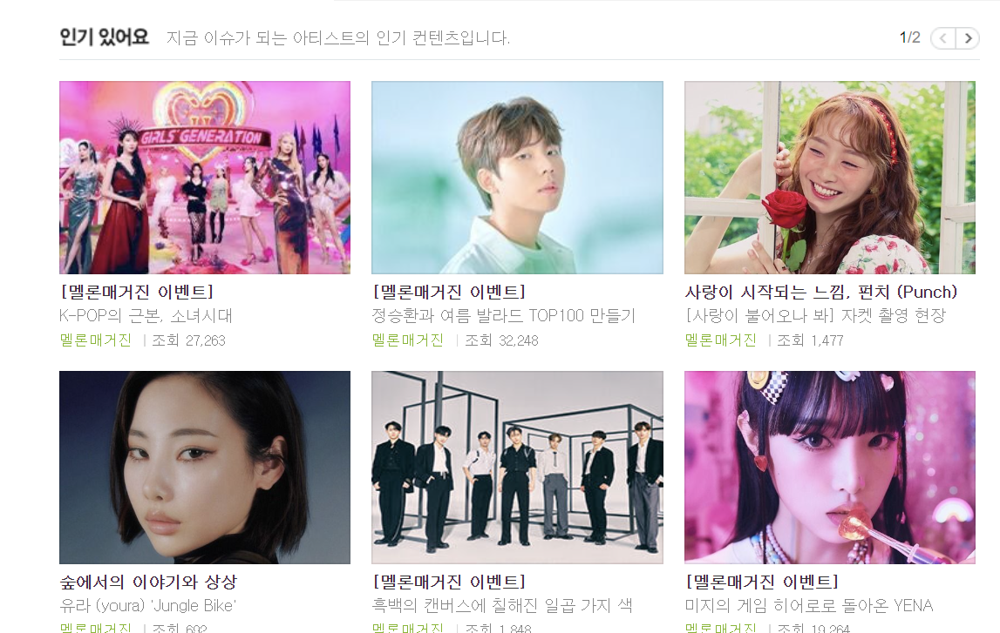 인기 있어요 지금 이슈가 되는 아티스트의 인기 컨텐츠입니다. 1/2
GIRLS' GENERATION
[멜론매거진 이벤트]
K-POP의 근본, 소녀시대
멜론매거진 | 조회 27,263
[멜론매거진 이벤트]
정승환과 여름 발라드 TOP100 만들기
멜론매거진 | 조회 32,248
사랑이 시작되는 느낌, 펀치 (Punch)
[사랑이 불어오나 봐] 자켓 촬영 현장
멜론매거진 | 조회 1,477
숲에서의 이야기와 상상
유라 (youra) 'Jungle Bike'
멜론매거진 | 조회 692
[멜론매거진 이벤트]
흑백의 캔버스에 칠해진 일곱 가지 색
멜론매거진 | 조회 1,848
[멜론매거진 이벤트]
미지의 게임 히어로로 돌아온 YENA
멜론매거진 | 조회 19,264